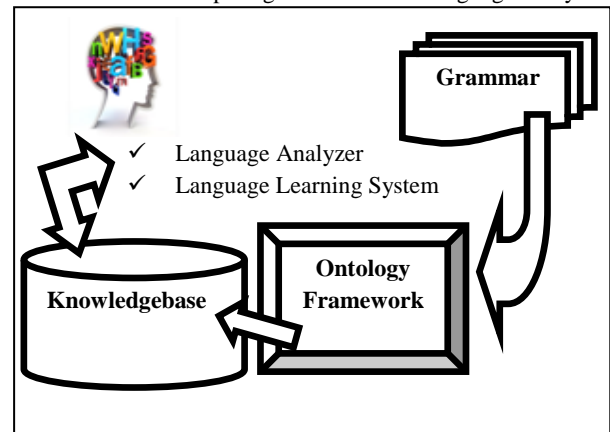 Grammar
✓ Language Analyzer
✓ Language Learning System
Ontology
Framework
Knowledgebase